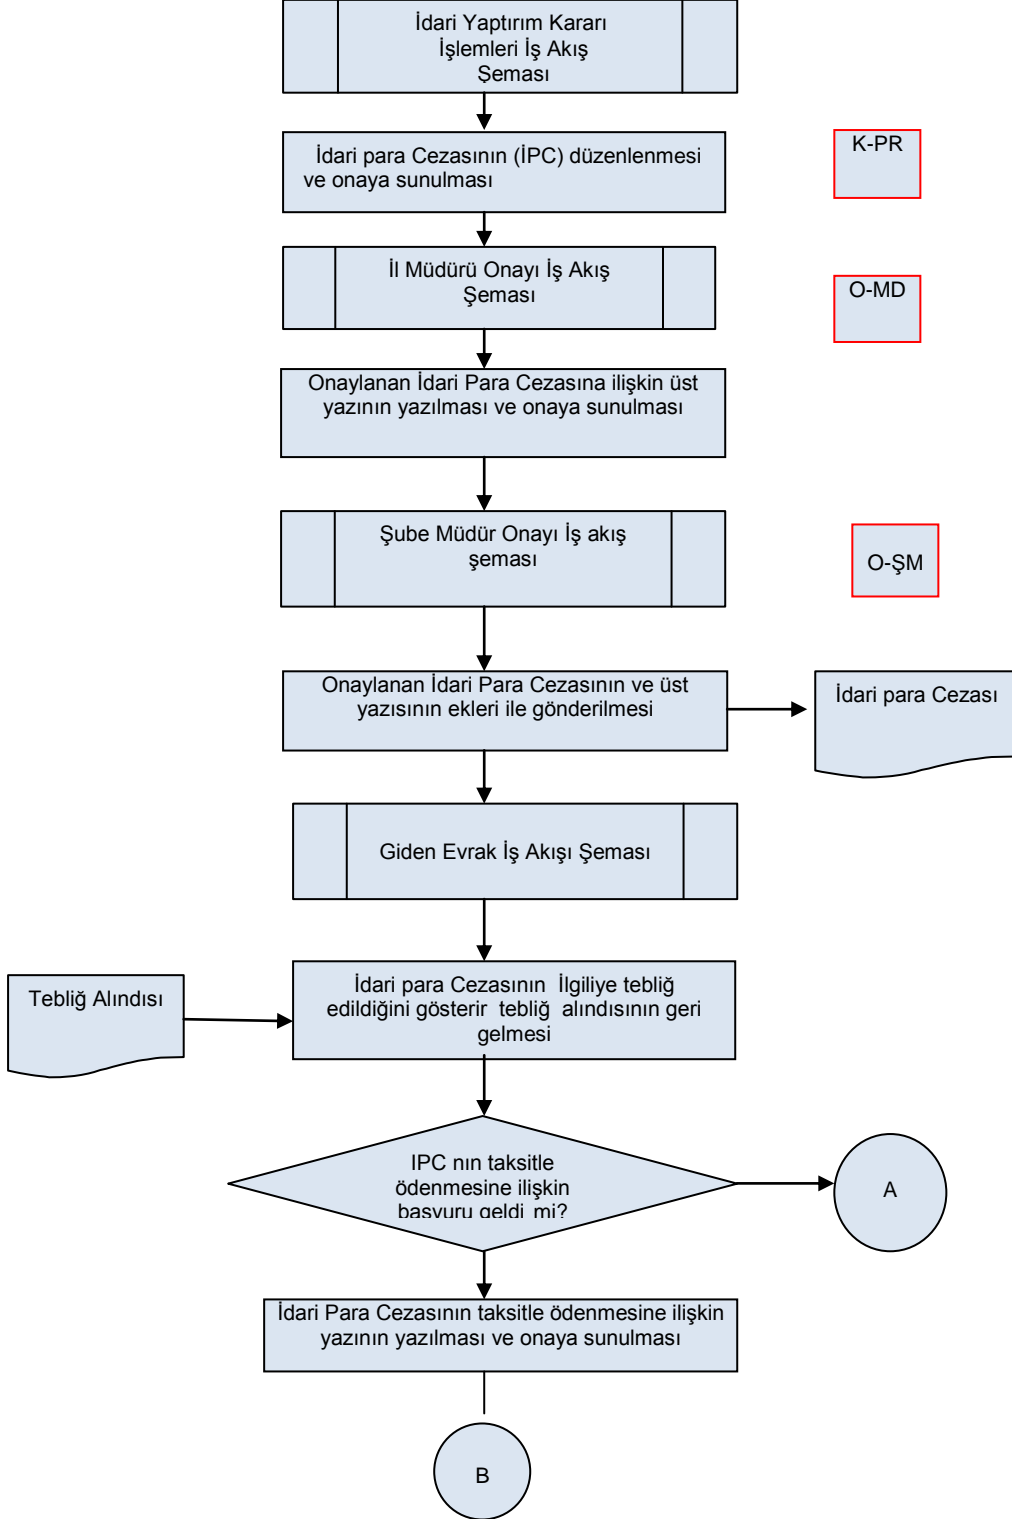 İdari Yaptırım Kararı
İşlemleri İş Akış
Şeması
İdari para Cezasının (İPC) düzenlenmesi
ve onaya sunulması
K-PR
İl Müdürü Onayı İş Akış
Şeması
O-MD
Onaylanan İdari Para Cezasına ilişkin üst
yazının yazılması ve onaya sunulması
Şube Müdür Onayı İş akış
şeması
O-ŞM
Onaylanan İdari Para Cezasının ve üst
yazısının ekleri ile gönderilmesi
İdari para Cezası
Giden Evrak İş Akışı Şeması
Tebliğ Alındısı
İdari para Cezasının İlgiliye tebliğ
edildiğini gösterir tebliğ alındısının geri
gelmesi
IPC nın taksitle
ödenmesine ilişkin
başvuru geldi mi?
A
İdari Para Cezasının taksitle ödenmesine ilişkin
yazının yazılması ve onaya sunulması
B